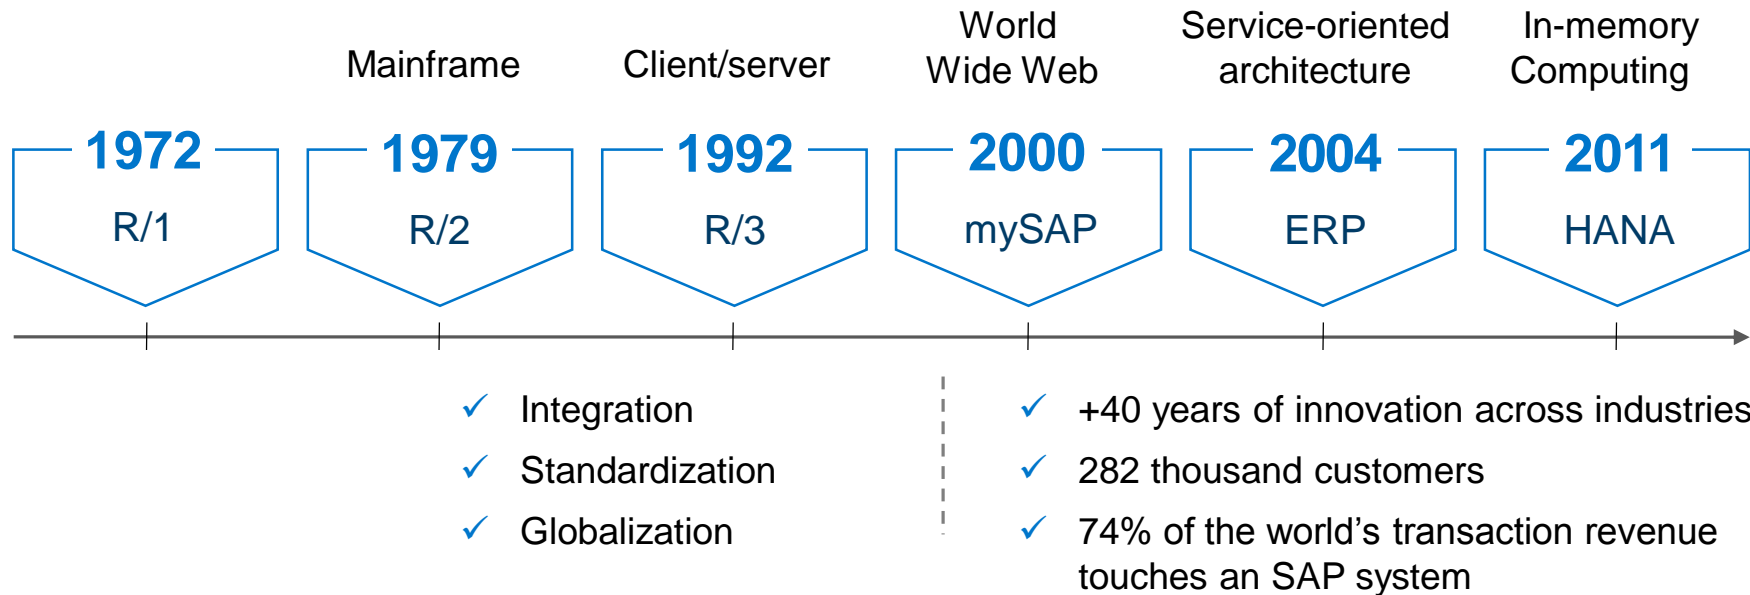 Mainframe
Client/server
World
Wide Web
Service-oriented
architecture
In-memory
Computing
1972
R/1
1979
R/2
1992
R/3
2000
mySAP
2004
ERP
2011
HANA
Integration
Standardization
Globalization
+40 years of innovation across industries
282 thousand customers
74% of the world’s transaction revenue
touches an SAP system